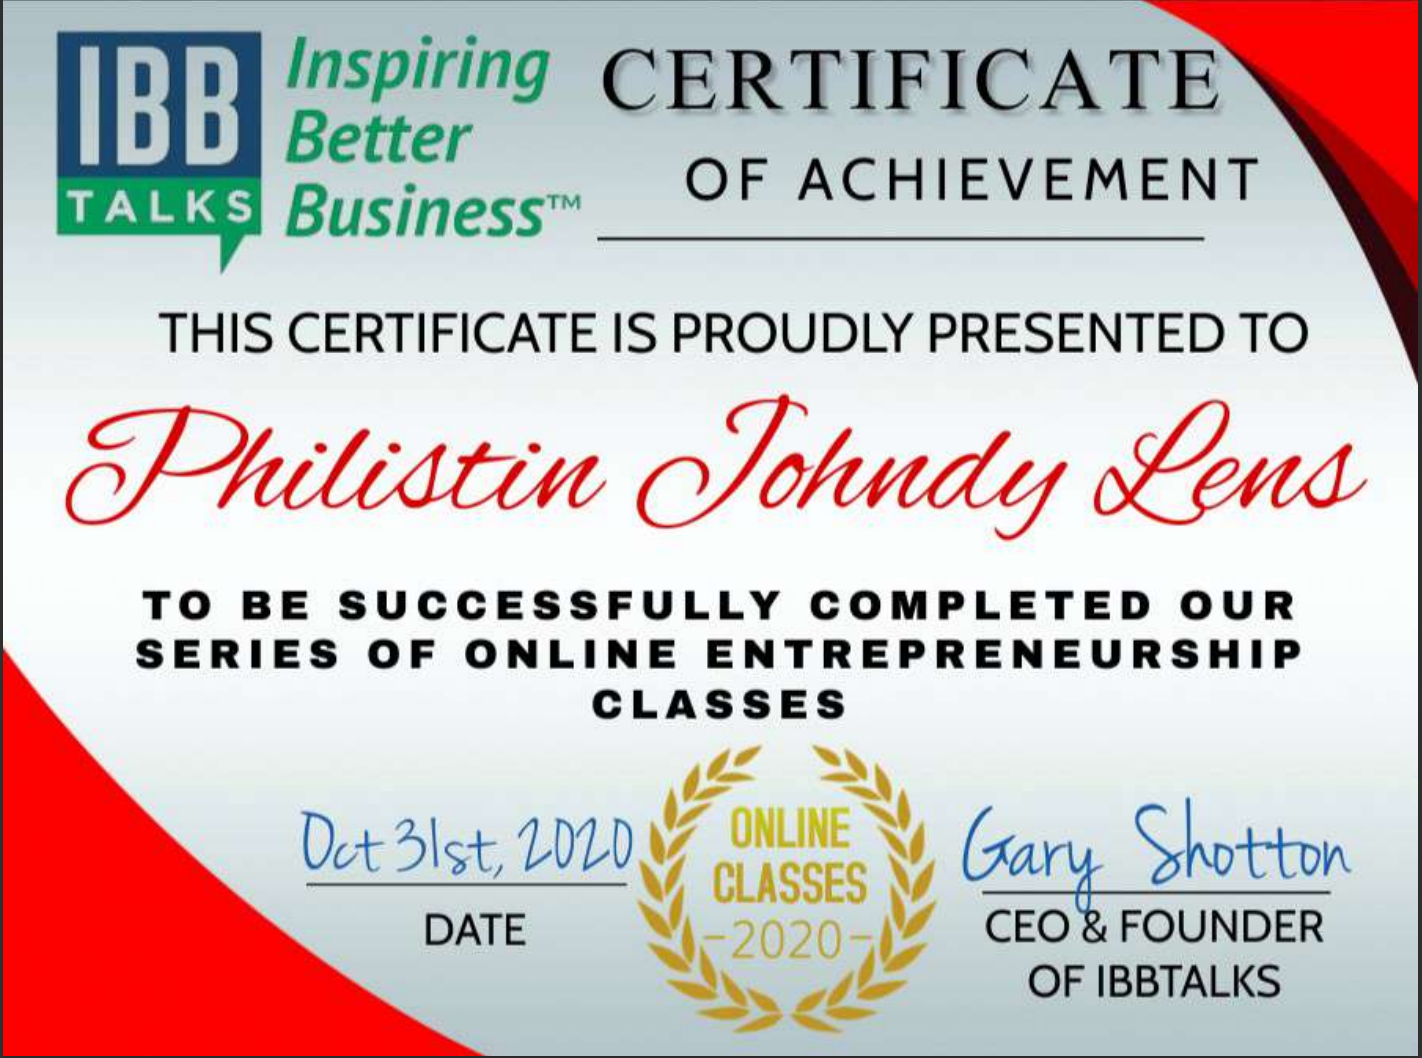 IBB
TALKS
Inspiring
Better
Business™
CERTIFICATE
OF ACHIEVEMENT
THIS CERTIFICATE IS PROUDLY PRESENTED TO
Philistin Johndy Lens
TO BE SUCCESSFULLY COMPLETED OUR
SERIES OF ONLINE ENTREPRENEURSHIP
CLASSES
Oct 31st, 2020
DATE
ONLINE
CLASSES
-2020-
Gary Shotton
CEO & FOUNDER
OF IBBTALKS